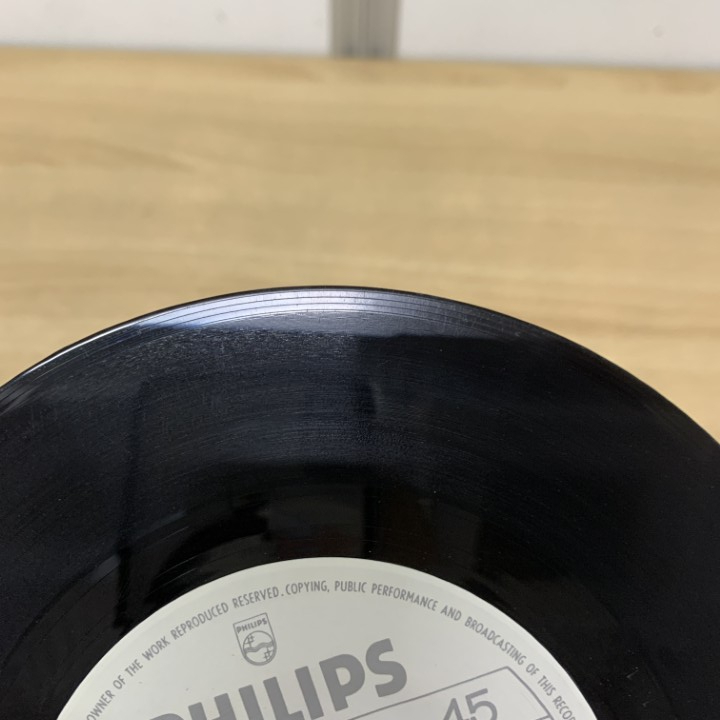 OWNER OF THE WORK REPRODUCED RESERVED. COPYING, PUBLIC PERFORMANCE AND BROADCASTING OF THIS RECO
PHILIPS
PHILIPS
45